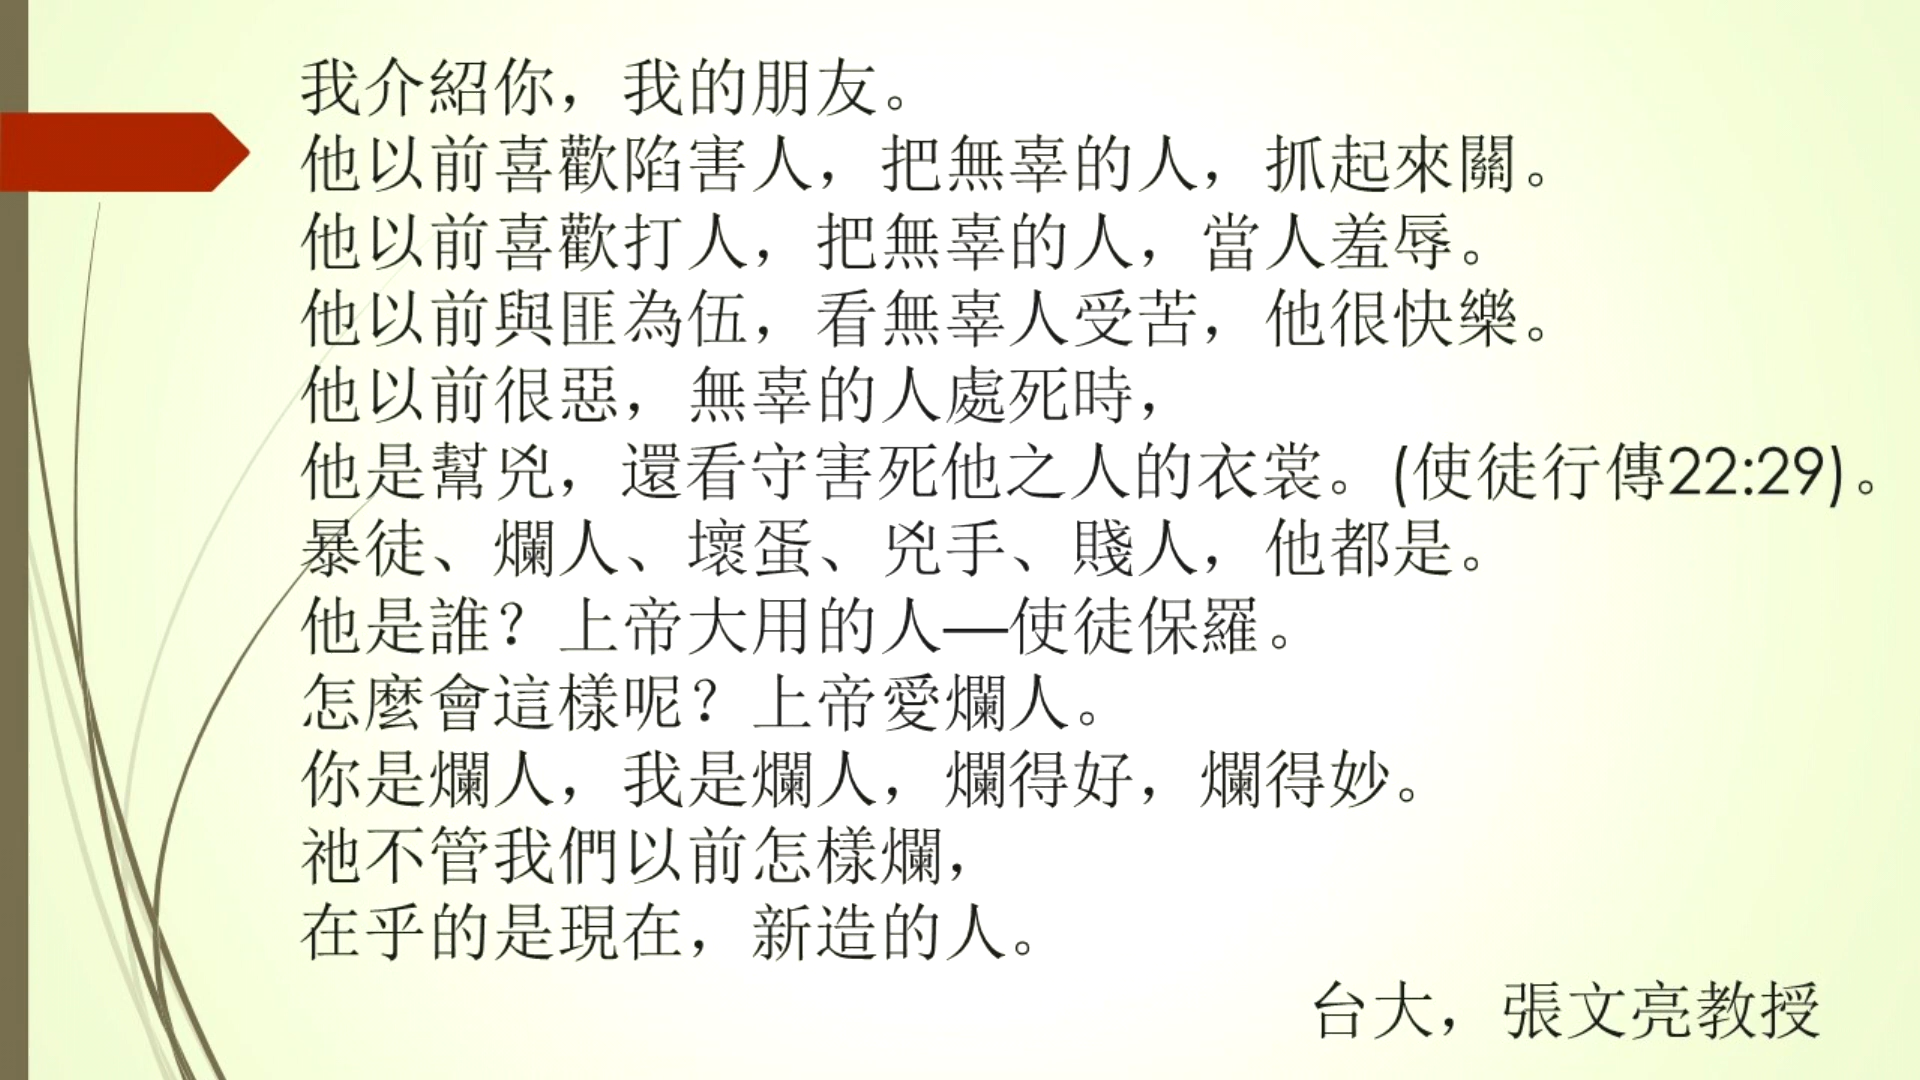 我介紹你，我的朋友。
他以前喜歡陷害人，把無辜的人，抓起來關。
他以前喜歡打人，把無辜的人，當人羞辱。
他以前與匪為伍，看無辜人受苦，他很快樂。
他以前很惡，無辜的人處死時，
他是幫兇，還看守害死他之人的衣裳。(使徒行傳22:29)。
暴徒、爛人、壞蛋、兇手、賤人，他都是。
他是誰？上帝大用的人—使徒保羅。
怎麼會這樣呢？上帝愛爛人。
你是爛人，我是爛人，爛得好，爛得妙。
祂不管我們以前怎樣爛，
在乎的是現在，新造的人。
台大，張文亮教授